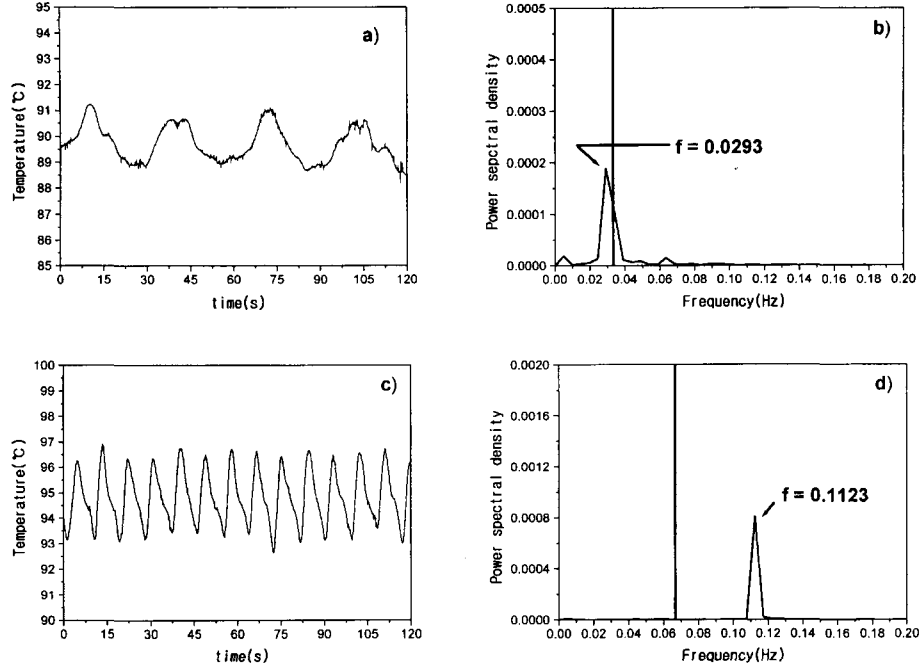 95
94
93
92
91
90
89
88
87
86
85
Temperature(℃)
a)
0 15 30 45 60 75 90 105 120
time(s)
0.0005
0.0004
0.0003
0.0002
0.0001
0.0000
Power sepctral density
b)
f = 0.0293
0.00 0.02 0.04 0.06 0.08 0.10 0.12 0.14 0.16 0.18 0.20
Frequency(Hz)
100
99
98
97
96
95
94
93
92
91
90
Temperature(℃)
c)
0 15 30 45 60 75 90 105 120
time(s)
0.0020
0.0016
0.0012
0.0008
0.0004
0.0000
Power spectral density
d)
f = 0.1123
0.00 0.02 0.04 0.06 0.08 0.10 0.12 0.14 0.16 0.18 0.20
Frequency(Hz)